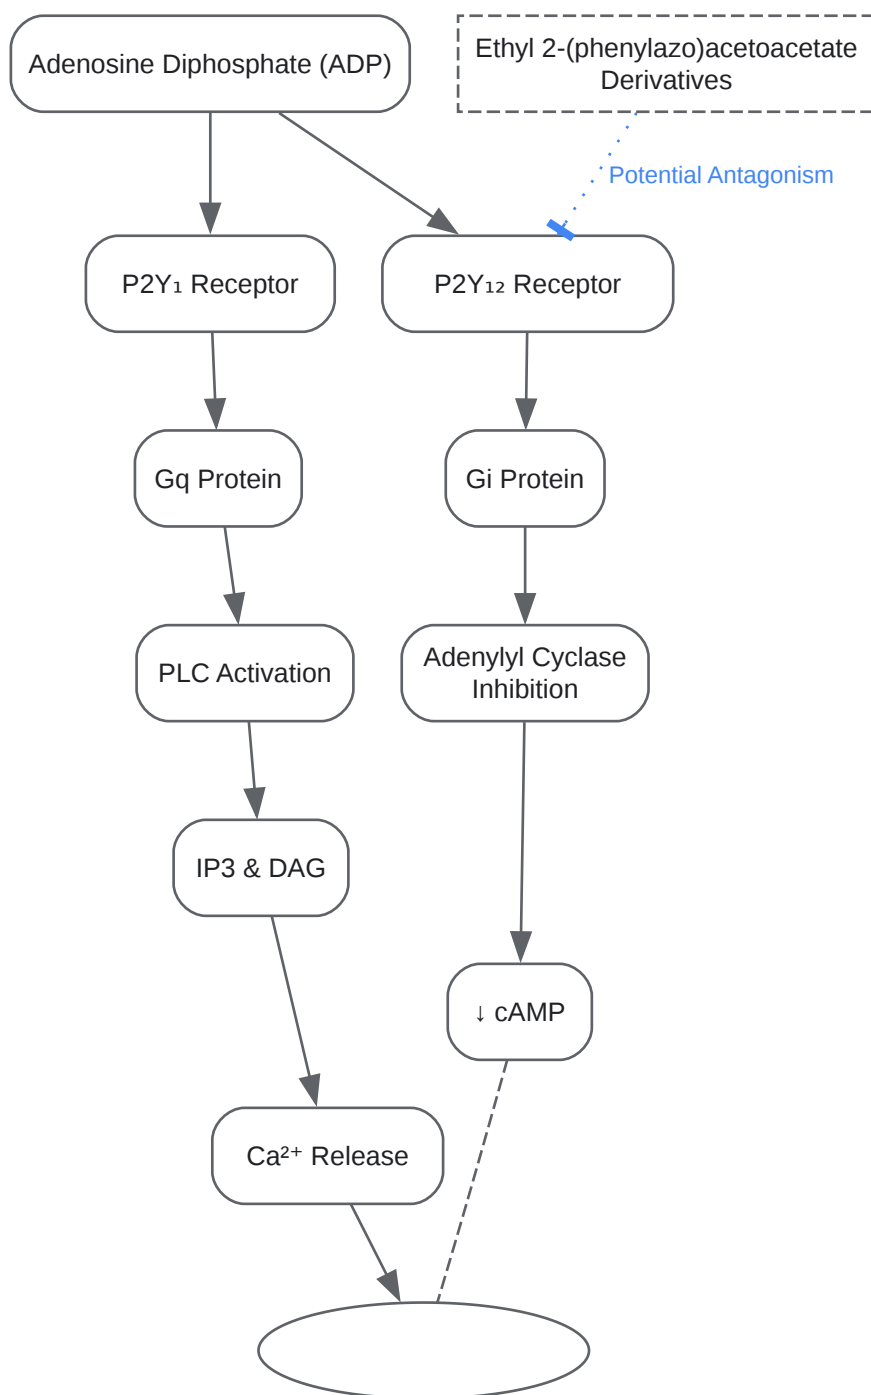 Adenosine Diphosphate (ADP)
Ethyl 2-(phenylazo)acetoacetate
Derivatives
Potential Antagonism
P2Y₁ Receptor
P2Y₁₂ Receptor
Gq Protein
Gi Protein
PLC Activation
Adenylyl Cyclase
Inhibition
IP3 & DAG
↓ cAMP
Ca²⁺ Release